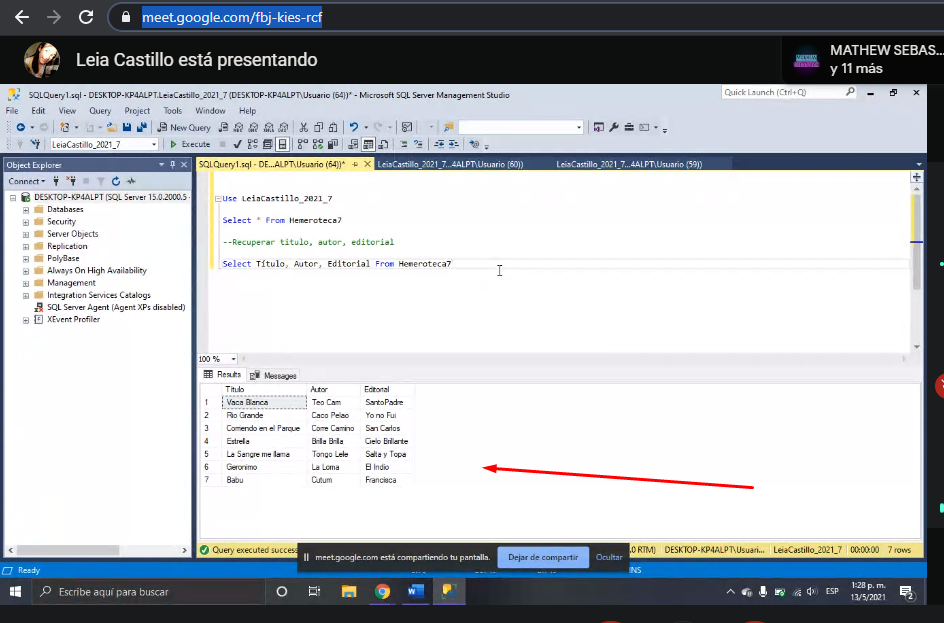 meet.google.com/fbj-kies-rcf
Leia Castillo está presentando
MATHEW SEBAS...
y 11 más
SQLQuery1.sql - DESKTOP-KP4ALPT.LeiaCastillo_2021_7 (DESKTOP-KP4ALPT\Usuario (64))* - Microsoft SQL Server Management Studio
Quick Launch (Ctrl+Q)
File Edit View Query Project Tools Window Help
New Query
LeiaCastillo_2021_7 Execute
Object Explorer
SQLQuery1.sql - DE...ALPT\Usuario (64))* LeiaCastillo_2021_7...4ALPT\Usuario (60)) LeiaCastillo_2021_7...4ALPT\Usuario (59))
Connect
DESKTOP-KP4ALPT (SQL Server 15.0.2000.5 -
Databases
Security
Server Objects
Replication
PolyBase
Always On High Availability
Management
Integration Services Catalogs
SQL Server Agent (Agent XPs disabled)
XEvent Profiler
Use LeiaCastillo_2021_7
Select * From Hemeroteca7
--Recuperar titulo, autor, editorial
Select Título, Autor, Editorial From Hemeroteca7
100 %
Results Messages
Título Autor Editorial
1 Vaca Blanca Teo Cam SantoPadre
2 Rio Grande Caco Pelao Yo no Fui
3 Corriendo en el Parque Corre Camino San Carlos
4 Estrella Brilla Brilla Cielo Brillante
5 La Sangre me llama Tongo Lele Salta y Topa
6 Geronimo La Loma El Indio
7 Babu Cutum Francisca
Query executed success
.0 RTM) DESKTOP-KP4ALPT\Usuari... LeiaCastillo_2021_7 00:00:00 7 rows
meet.google.com está compartiendo tu pantalla. Dejar de compartir Ocultar
Ready
INS
Escribe aquí para buscar
ESP
1:28 p. m.
13/5/2021
2